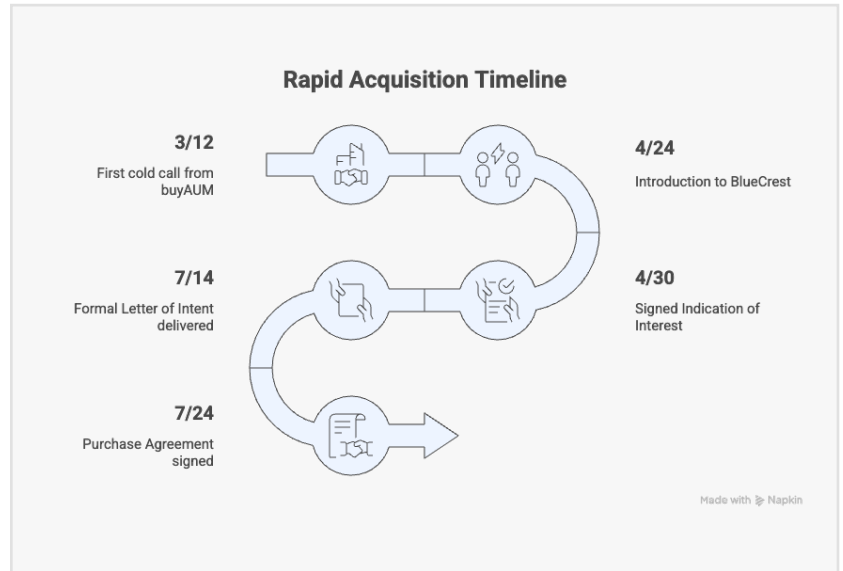 Rapid Acquisition Timeline
3/12
First cold call from
buyAUM
4/24
Introduction to BlueCrest
4/30
Signed Indication of
Interest
7/14
Formal Letter of Intent
delivered
7/24
Purchase Agreement
signed
Made with Napkin